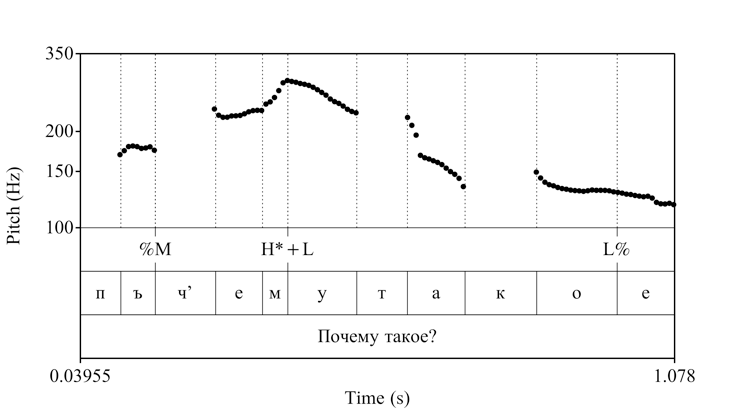 350
200
150
100
Pitch (Hz)
%M H*+L L%
п ъ ч’ е м у т а к о е
Почему такое?
0.03955 1.078
Time (s)